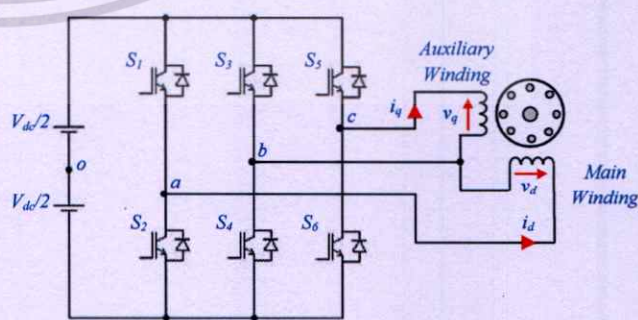 S1
S3
S5
Auxiliary
Winding
Vdc/2
iq
vq
c
b
o
a
Vdc/2
S2
S4
S6
vd
Main
Winding
id